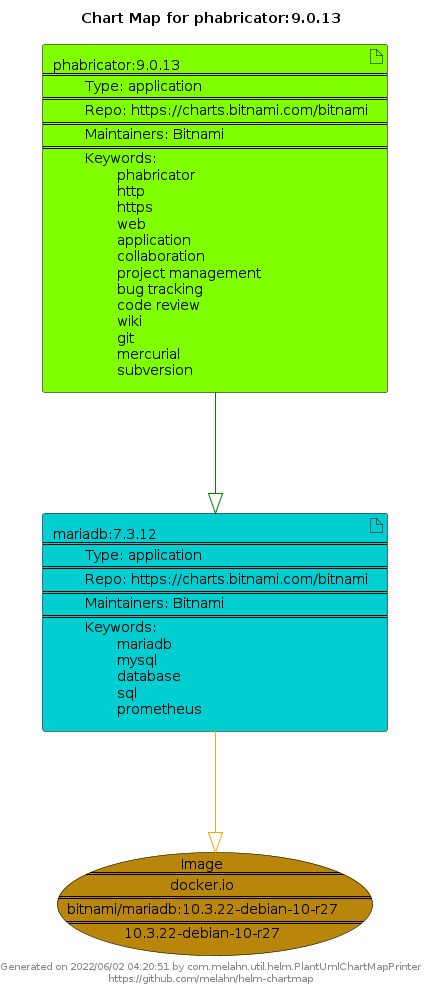 Chart Map for phabricator:9.0.13
phabricator:9.0.13
Type: application
Repo: https://charts.bitnami.com/bitnami
Maintainers: Bitnami
Keywords:
phabricator
http
https
web
application
collaboration
project management
bug tracking
code review
wiki
git
mercurial
subversion
mariadb:7.3.12
Type: application
Repo: https://charts.bitnami.com/bitnami
Maintainers: Bitnami
Keywords:
mariadb
mysql
database
sql
prometheus
Image
docker.io
bitnami/mariadb:10.3.22-debian-10-r27
10.3.22-debian-10-r27
Generated on 2022/06/02 04:20:51 by com.melahn.util.helm.PlantUmlChartMapPrinter
https://github.com/melahn/helm-chartmap